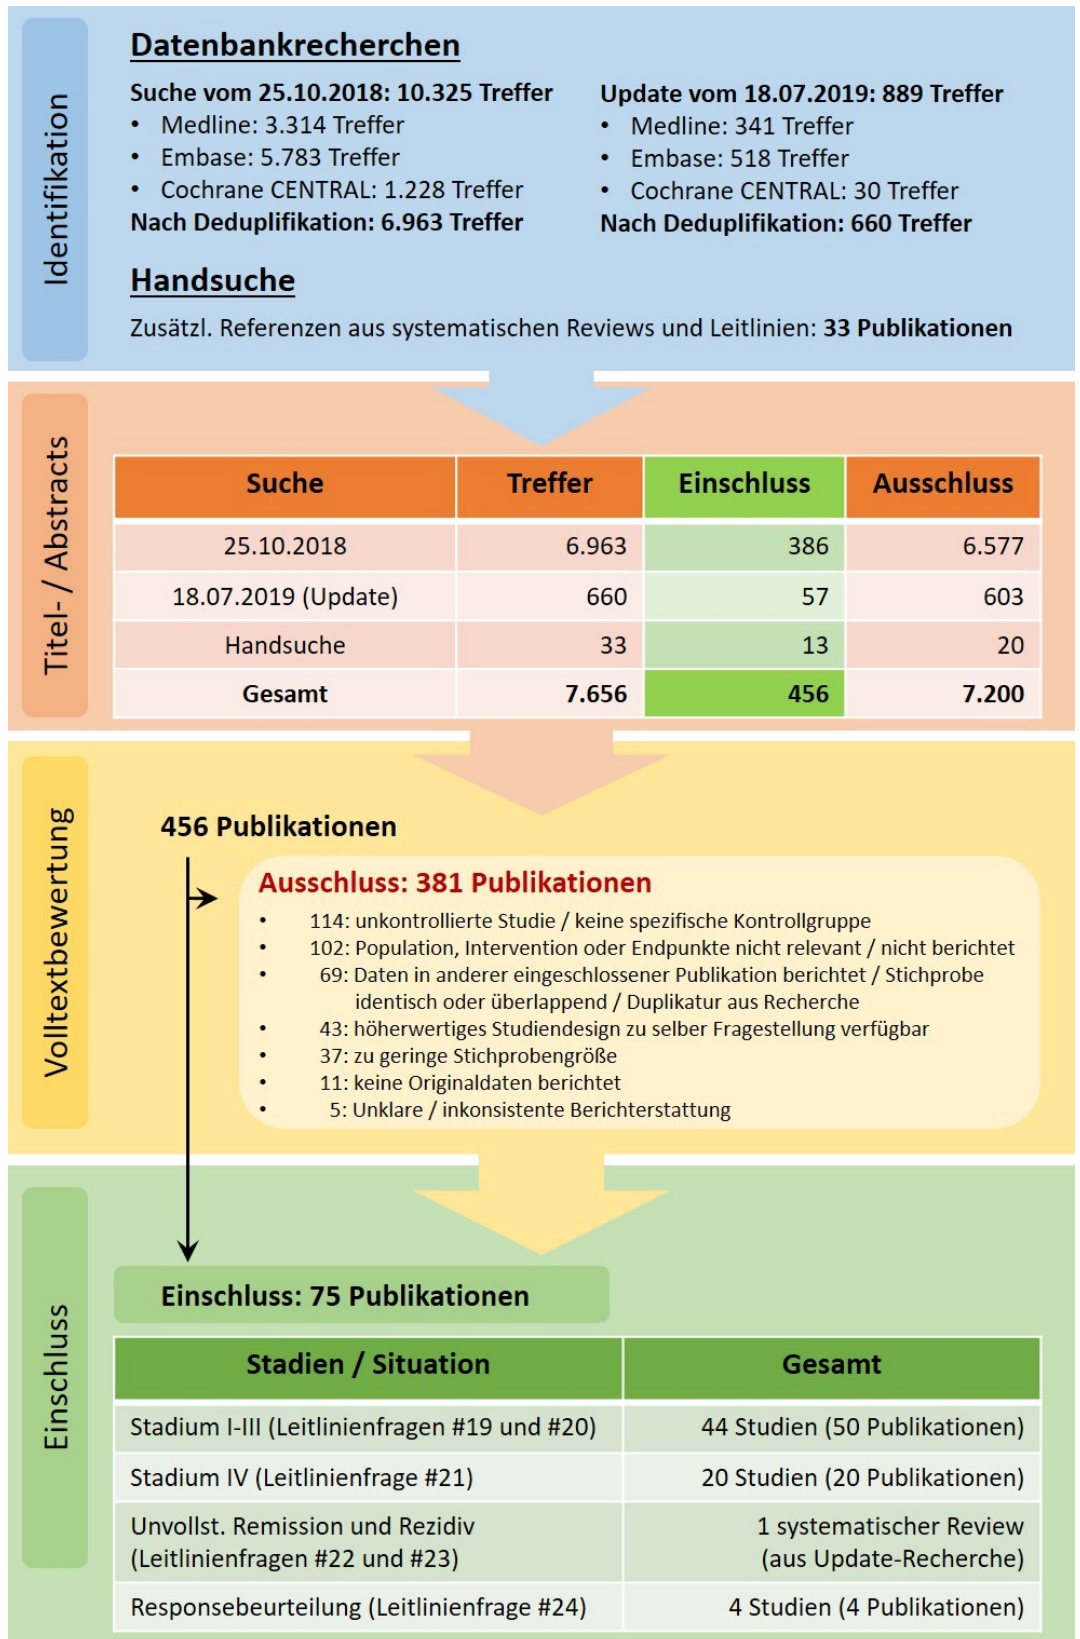 Identifikation
Datenbankrecherchen
Suche vom 25.10.2018: 10.325 Treffer
• Medline: 3.314 Treffer
• Embase: 5.783 Treffer
• Cochrane CENTRAL: 1.228 Treffer
Nach Deduplifikation: 6.963 Treffer
Update vom 18.07.2019: 889 Treffer
• Medline: 341 Treffer
• Embase: 518 Treffer
• Cochrane CENTRAL: 30 Treffer
Nach Deduplifikation: 660 Treffer
Handsuche
Zusätzl. Referenzen aus systematischen Reviews und Leitlinien: 33 Publikationen
Titel- / Abstracts
Suche Treffer Einschluss Ausschluss
25.10.2018 6.963 386 6.577
18.07.2019 (Update) 660 57 603
Handsuche 33 13 20
Gesamt 7.656 456 7.200
Volltextbewertung
456 Publikationen
Ausschluss: 381 Publikationen
• 114: unkontrollierte Studie / keine spezifische Kontrollgruppe
• 102: Population, Intervention oder Endpunkte nicht relevant / nicht berichtet
• 69: Daten in anderer eingeschlossener Publikation berichtet / Stichprobe
identisch oder überlappend / Duplikatur aus Recherche
• 43: höherwertiges Studiendesign zu selber Fragestellung verfügbar
• 37: zu geringe Stichprobengröße
• 11: keine Originaldaten berichtet
• 5: Unklare / inkonsistente Berichterstattung
Einschluss
Einschluss: 75 Publikationen
Stadien / Situation Gesamt
Stadium I-III (Leitlinienfragen #19 und #20) 44 Studien (50 Publikationen)
Stadium IV (Leitlinienfrage #21) 20 Studien (20 Publikationen)
Unvollst. Remission und Rezidiv 1 systematischer Review
(Leitlinienfragen #22 und #23) (aus Update-Recherche)
Responsebeurteilung (Leitlinienfrage #24) 4 Studien (4 Publikationen)